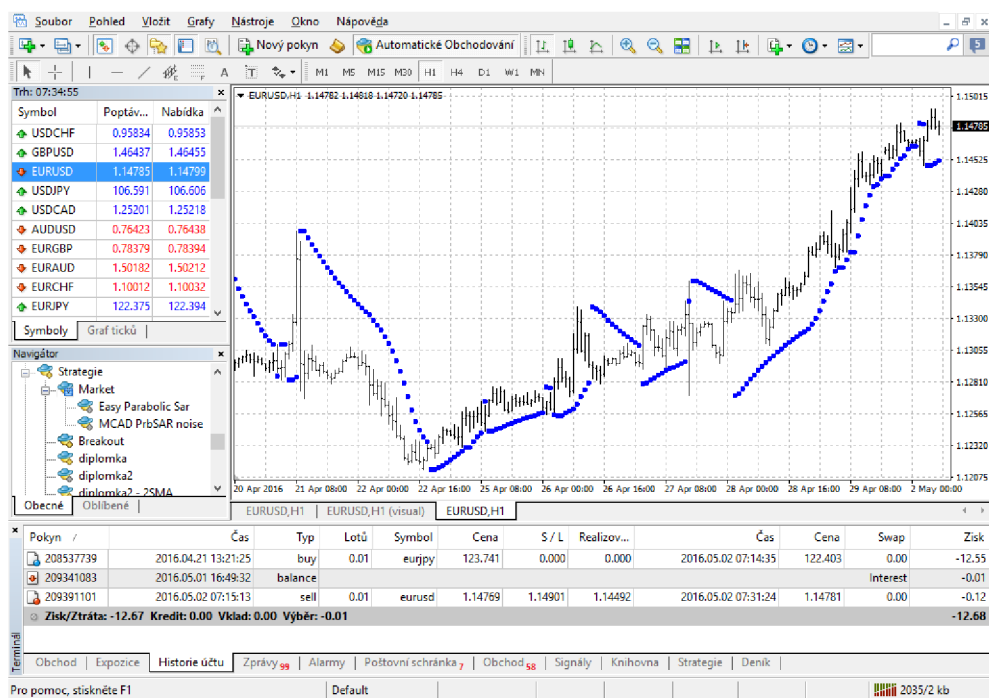 Soubor Pohled Vložit Grafy Nástroje Okno Nápověda
Nový pokyn Automatické Obchodování 5
A T M1 M5 M15 M30 H1 H4 D1 W1 MN
Trh: 07:34:55
Symbol Poptáv... Nabídka
USDCHF 0.95834 0.95853
GBPUSD 1.46437 1.46455
EURUSD 1.14785 1.14799
USDJPY 106.591 106.606
USDCAD 1.25201 1.25218
AUDUSD 0.76423 0.76438
EURGBP 0.78379 0.78394
EURAUD 1.50182 1.50212
EURCHF 1.10012 1.10032
EURJPY 122.375 122.394
Symboly Graf ticků
Navigátor
Strategie
Market
Easy Parabolic Sar
MCAD PrbSAR noise
Breakout
diplomka
diplomka2
diplomka2 - 2SMA
Obecné Oblíbené
EURUSD,H1 1.14782 1.14818 1.14720 1.14785
1.15015
1.14785
1.14525
1.14280
1.14035
1.13790
1.13545
1.13300
1.13055
1.12810
1.12565
1.12320
1.12075
20 Apr 2016 21 Apr 08:00 22 Apr 00:00 22 Apr 16:00 25 Apr 08:00 26 Apr 00:00 26 Apr 16:00 27 Apr 08:00 28 Apr 00:00 28 Apr 16:00 29 Apr 08:00 2 May 00:00
EURUSD,H1 EURUSD,H1 (visual) EURUSD,H1
Pokyn / Čas Typ Lotů Symbol Cena S / L Realizov... Čas Cena Swap Zisk
208537739 2016.04.21 13:21:25 buy 0.01 eurjpy 123.741 0.000 0.000 2016.05.02 07:14:35 122.403 0.00 -12.55
209341083 2016.05.01 16:49:32 balance Interest -0.01
209391101 2016.05.02 07:15:13 sell 0.01 eurusd 1.14769 1.14901 1.14492 2016.05.02 07:31:24 1.14781 0.00 -0.12
Zisk/Ztráta: -12.67 Kredit: 0.00 Vklad: 0.00 Výběr: -0.01 -12.68
Terminál
Obchod Expozice Historie účtu Zprávy 99 Alarmy Poštovní schránka 7 Obchod 58 Signály Knihovna Strategie Deník
Pro pomoc, stiskněte F1 Default 2035/2 kb